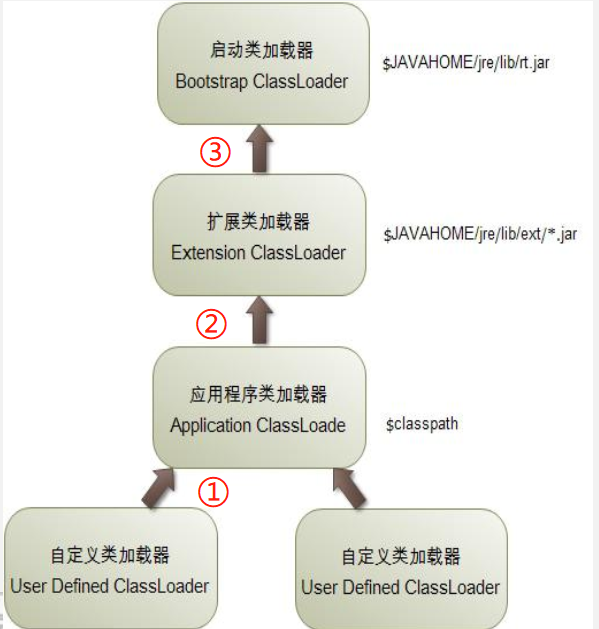 启动类加载器
Bootstrap ClassLoader
$JAVAHOME/jre/lib/rt.jar
③
扩展类加载器
Extension ClassLoader
$JAVAHOME/jre/lib/ext/*.jar
②
应用程序类加载器
Application ClassLoade
$classpath
①
自定义类加载器
User Defined ClassLoader
自定义类加载器
User Defined ClassLoader